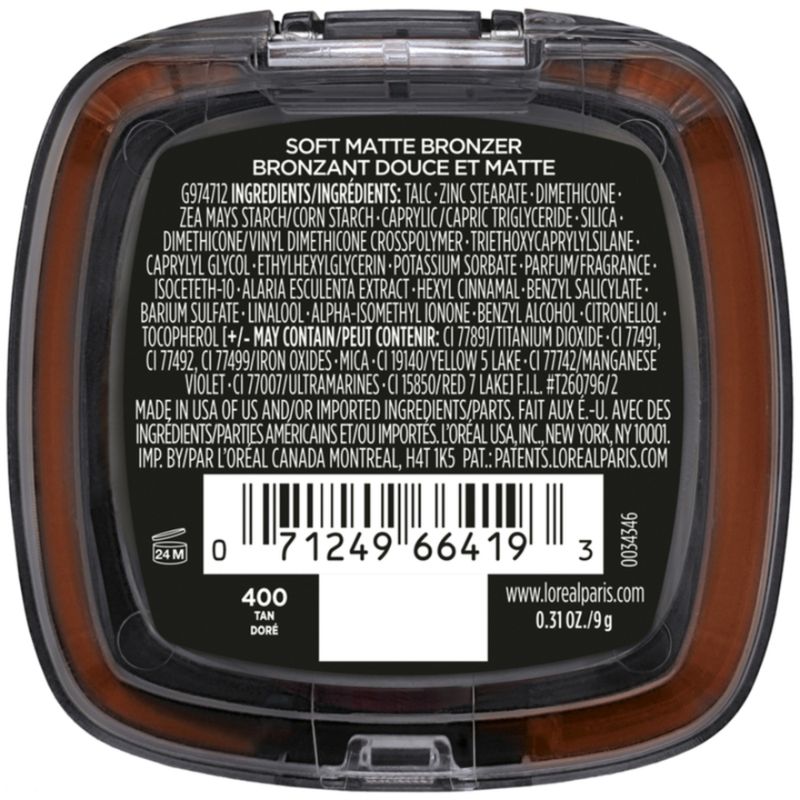 SOFT MATTE BRONZER
BRONZANT DOUCE ET MATTE
G974712 INGREDIENTS/INGRÉDIENTS: TALC · ZINC STEARATE · DIMETHICONE ·
ZEA MAYS STARCH/CORN STARCH · CAPRYLIC/CAPRIC TRIGLYCERIDE · SILICA ·
DIMETHICONE/VINYL DIMETHICONE CROSSPOLYMER · TRIETHOXYCAPRYLYLSILANE ·
CAPRYLYL GLYCOL · ETHYLHEXYLGLYCERIN · POTASSIUM SORBATE · PARFUM/FRAGRANCE ·
ISOCETETH-10 · ALARIA ESCULENTA EXTRACT · HEXYL CINNAMAL · BENZYL SALICYLATE ·
BARIUM SULFATE · LINALOOL · ALPHA-ISOMETHYL IONONE · BENZYL ALCOHOL · CITRONELLOL ·
TOCOPHEROL [+/- MAY CONTAIN/PEUT CONTENIR: CI 77891/TITANIUM DIOXIDE · CI 77491,
CI 77492, CI 77499/IRON OXIDES · MICA · CI 19140/YELLOW 5 LAKE · CI 77742/MANGANESE
VIOLET · CI 77007/ULTRAMARINES · CI 15850/RED 7 LAKE] F.I.L. #T260796/2
MADE IN USA OF US AND/OR IMPORTED INGREDIENTS/PARTS. FAIT AUX É.-U. AVEC DES
INGRÉDIENTS/PARTIES AMÉRICAINS ET/OU IMPORTÉS. L'ORÉAL USA, INC., NEW YORK, NY 10001.
IMP. BY/PAR L'ORÉAL CANADA MONTREAL, H4T 1K5 PAT.: PATENTS.LOREALPARIS.COM
24 M
0 71249 66419 3
0034346
400
TAN
DORÉ
www.lorealparis.com
0.31 OZ./9 g